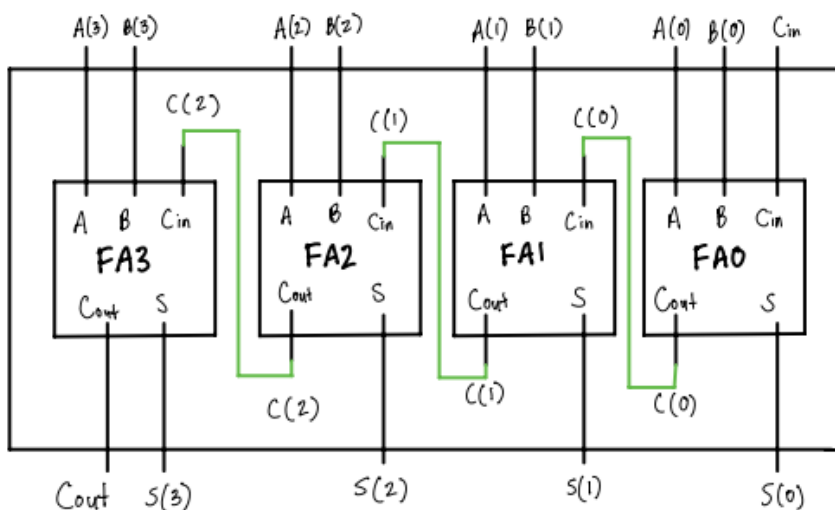 A(3) B(3) A(2) B(2) A(1) B(1) A(0) B(0) Cin
C(2) C(1) C(0)
A B Cin A B Cin A B Cin A B Cin
FA3 FA2 FA1 FA0
Cout S Cout S Cout S Cout S
C(2) C(1) C(0)
Cout S(3) S(2) S(1) S(0)